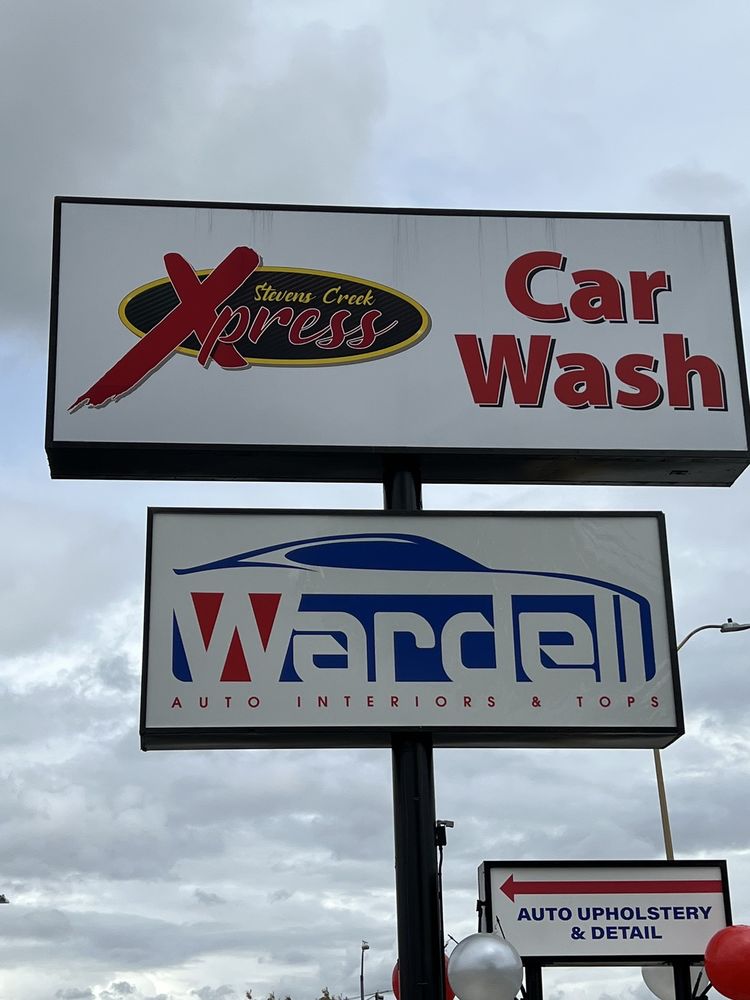 Stevens Creek
Xpress
Car
Wash
Wardell
AUTO INTERIORS & TOPS
AUTO UPHOLSTERY
& DETAIL